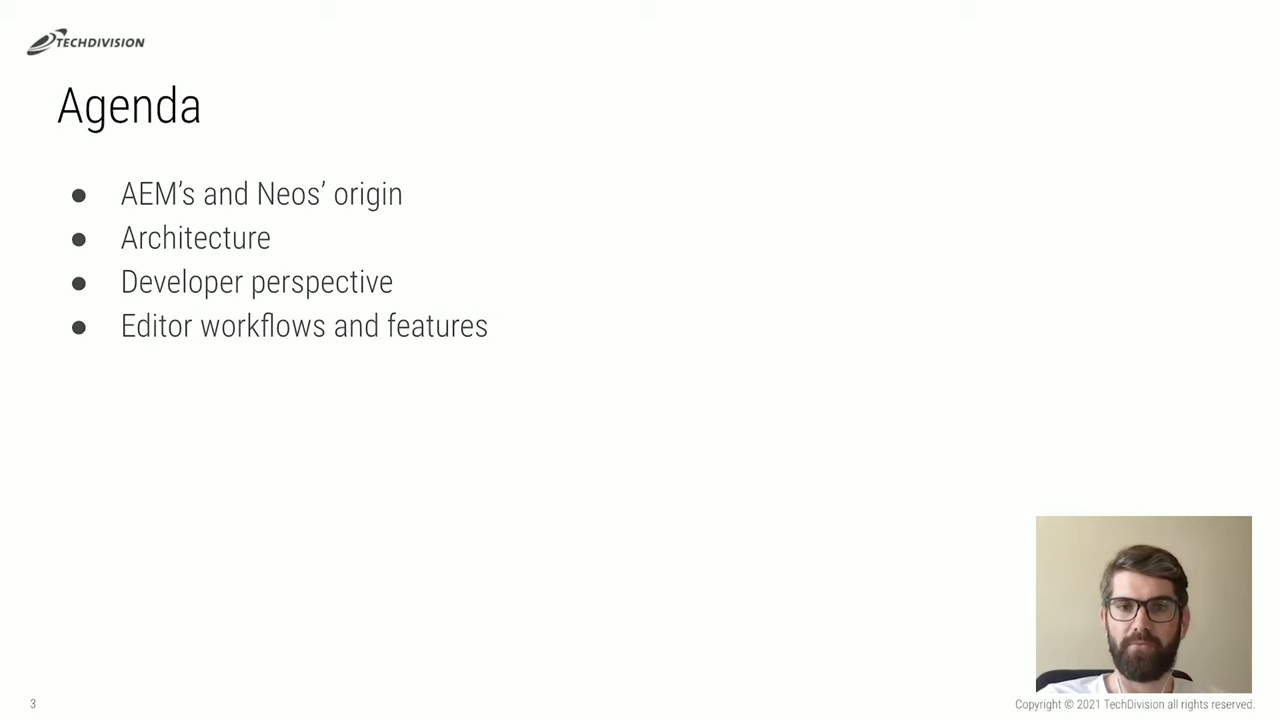 TECHDIVISION
Agenda
● AEM’s and Neos’ origin
● Architecture
● Developer perspective
● Editor workflows and features
3
Copyright © 2021 TechDivision all rights reserved.